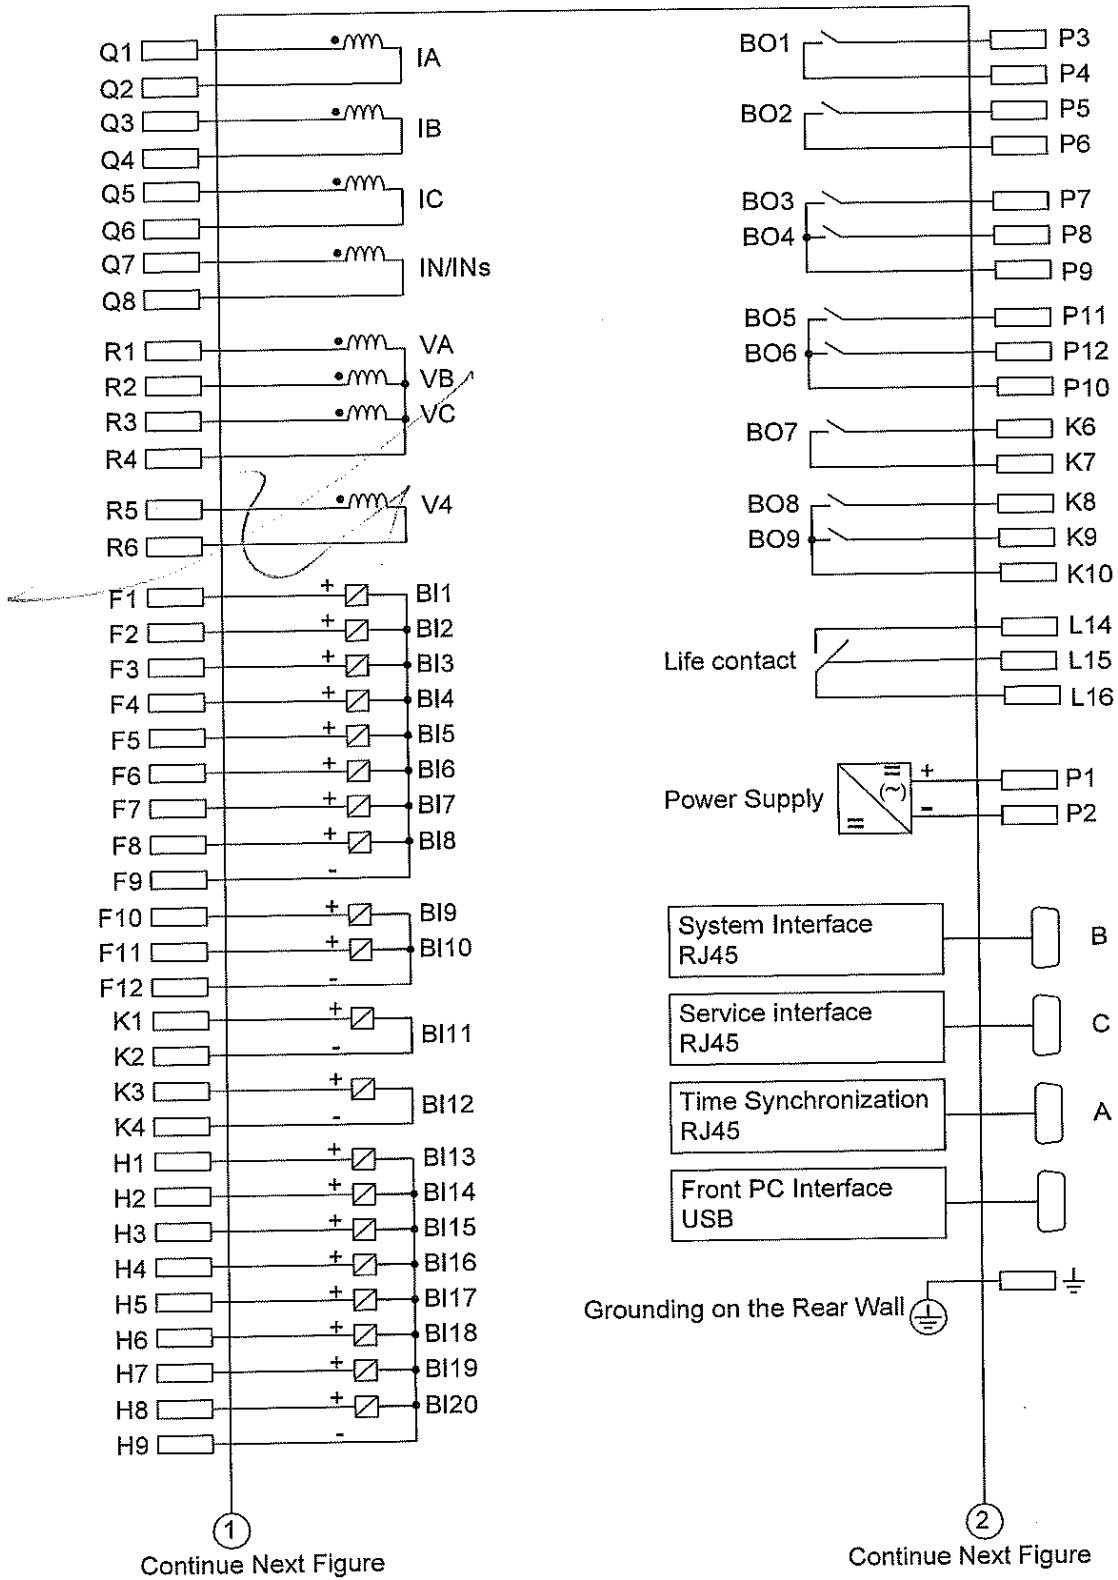 Q1
IA
Q2
Q3
IB
Q4
Q5
IC
Q6
Q7
IN/INs
Q8
R1
VA
R2
VB
R3
VC
R4
R5
V4
R6
F1 + BI1
F2 + BI2
F3 + BI3
F4 + BI4
F5 + BI5
F6 + BI6
F7 + BI7
F8 + BI8
F9 -
F10 + BI9
F11 + BI10
F12 -
K1 +
BI11
K2 -
K3 +
BI12
K4 -
H1 + BI13
H2 + BI14
H3 + BI15
H4 + BI16
H5 + BI17
H6 + BI18
H7 + BI19
H8 + BI20
H9 -
1
Continue Next Figure
BO1 P3
P4
BO2 P5
P6
BO3 P7
BO4 P8
P9
BO5 P11
BO6 P12
P10
BO7 K6
K7
BO8 K8
BO9 K9
K10
L14
Life contact L15
L16
Power Supply = (~) = + P1
- P2
System Interface
RJ45
B
Service interface
RJ45
C
Time Synchronization
RJ45
A
Front PC Interface
USB
Grounding on the Rear Wall
2
Continue Next Figure